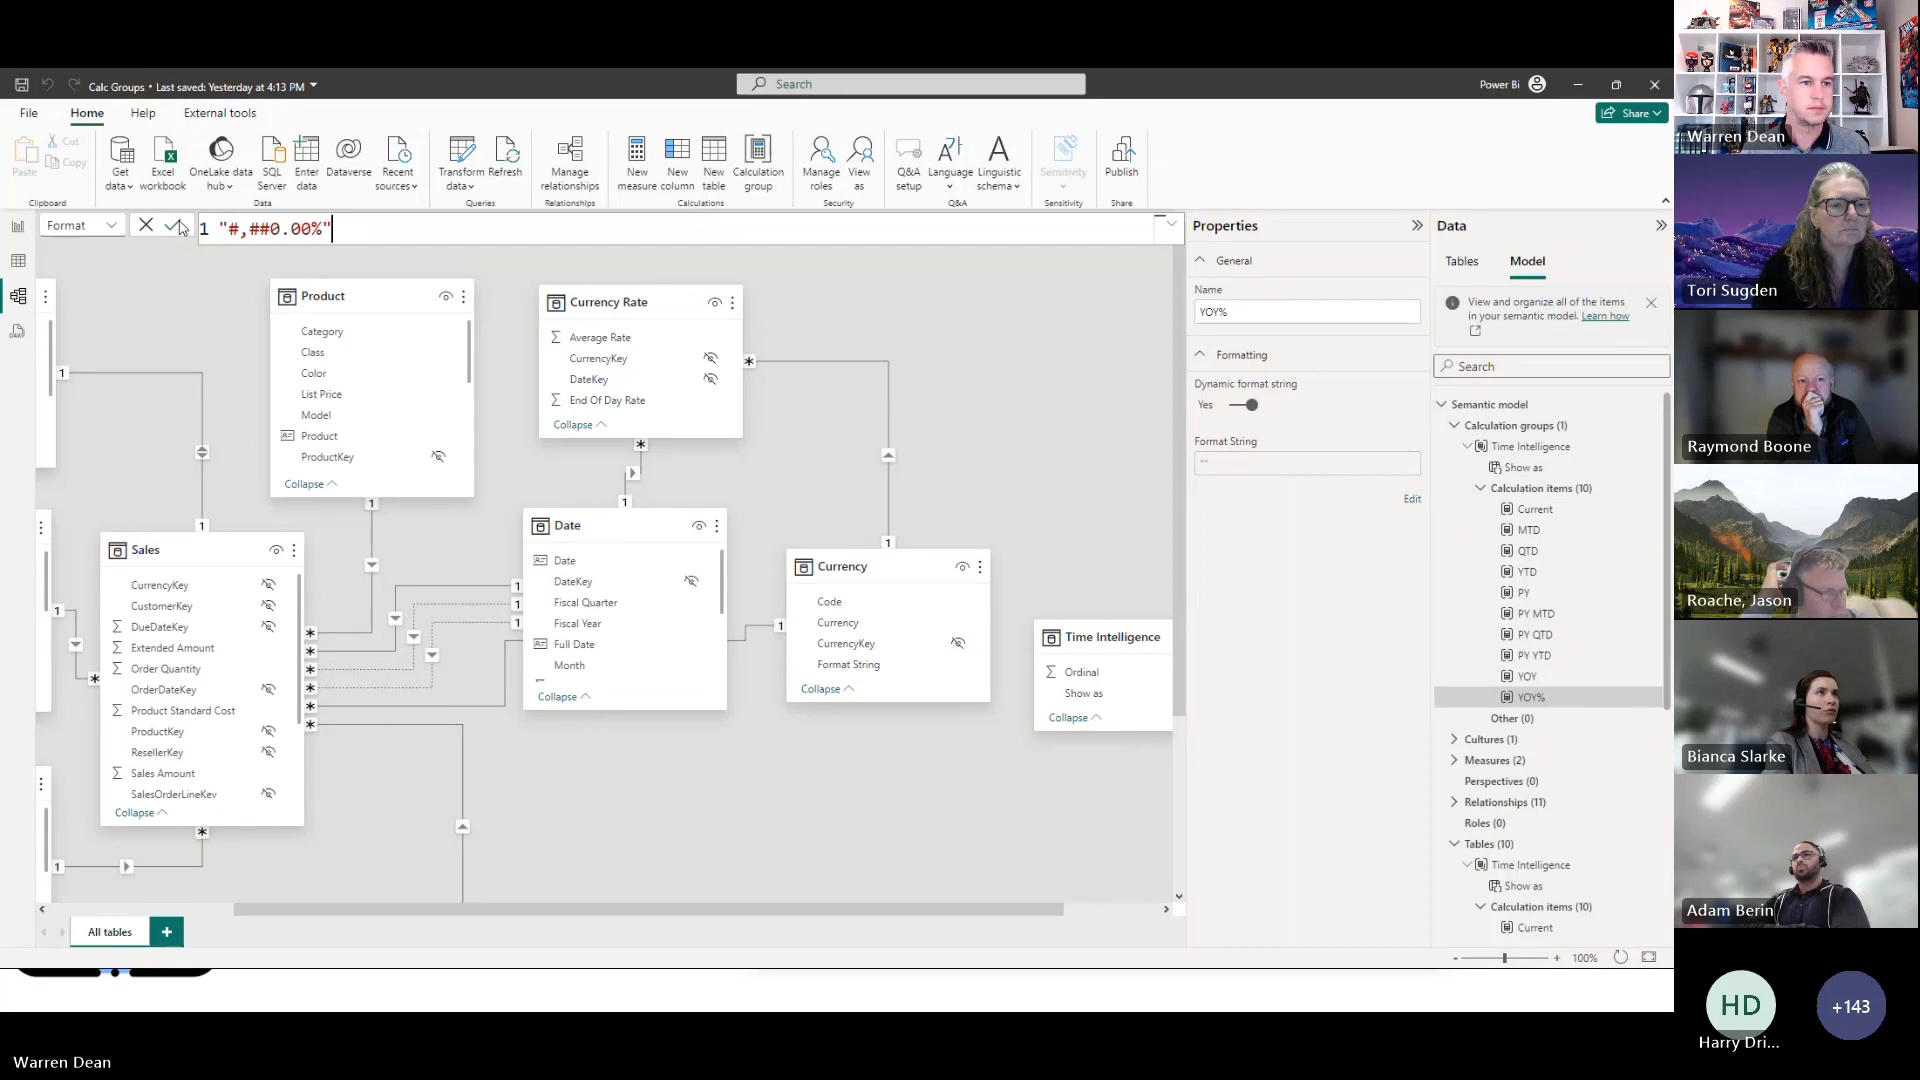 Calc Groups • Last saved: Yesterday at 4:13 PM
Search
Power Bi
File
Home
Help
External tools
Share
Paste
Cut
Copy
Get data
Excel workbook
OneLake data hub
SQL Server
Enter data
Dataverse
Recent sources
Transform data
Refresh
Manage relationships
New measure
New column
New table
Calculation group
Manage roles
View as
Q&A setup
Language
Linguistic schema
Sensitivity
Publish
Clipboard
Data
Queries
Relationships
Calculations
Security
Q&A
Sensitivity
Share
Format
1 "#,##0.00%"
Product
Category
Class
Color
List Price
Model
Product
ProductKey
Collapse
Currency Rate
Average Rate
CurrencyKey
DateKey
End Of Day Rate
Collapse
Sales
CurrencyKey
CustomerKey
DueDateKey
Extended Amount
Order Quantity
OrderDateKey
Product Standard Cost
ProductKey
ResellerKey
Sales Amount
SalesOrderLineKey
Collapse
Date
Date
DateKey
Fiscal Quarter
Fiscal Year
Full Date
Month
Collapse
Currency
Code
Currency
CurrencyKey
Format String
Collapse
Time Intelligence
Ordinal
Show as
Collapse
All tables
Properties
General
Name
YOY%
Formatting
Dynamic format string
Yes
Format String
""
Edit
Data
Tables
Model
View and organize all of the items
in your semantic model. Learn how
Search
Semantic model
Calculation groups (1)
Time Intelligence
Show as
Calculation items (10)
Current
MTD
QTD
YTD
PY
PY MTD
PY QTD
PY YTD
YOY
YOY%
Other (0)
Cultures (1)
Measures (2)
Perspectives (0)
Relationships (11)
Roles (0)
Tables (10)
Time Intelligence
Show as
Calculation items (10)
Current
100%
Warren Dean
Tori Sugden
Raymond Boone
Roache, Jason
Bianca Slarke
Adam Berin
HD
Harry Dri...
+143
Warren Dean